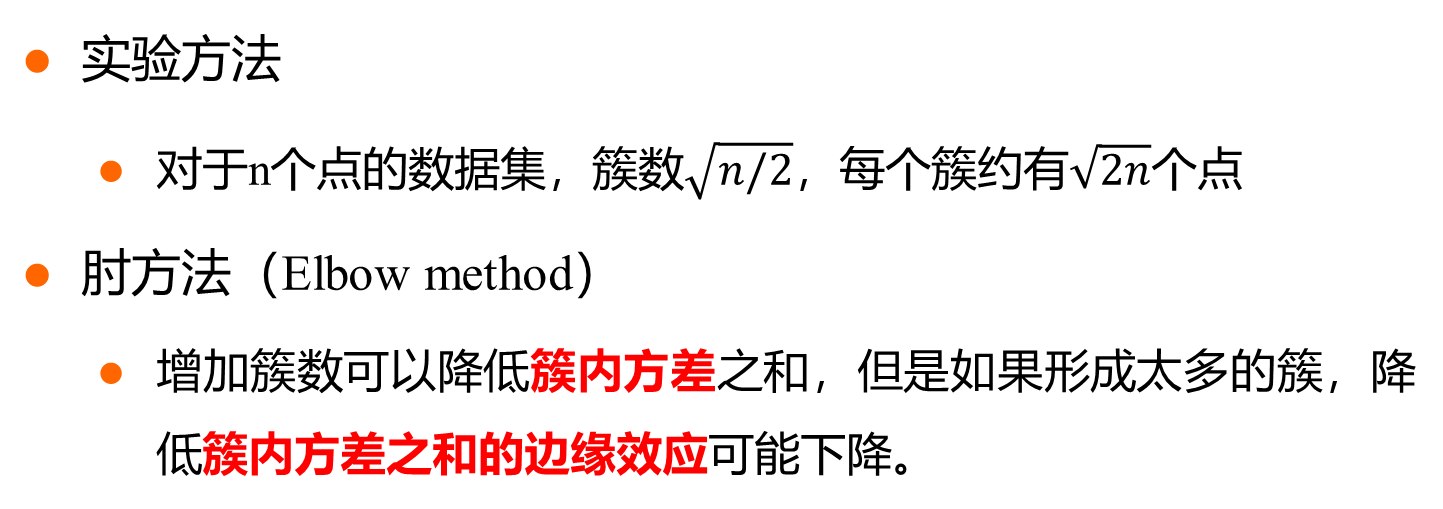 ● 实验方法
● 对于n个点的数据集，簇数√n/2，每个簇约有√2n个点
● 肘方法（Elbow method）
● 增加簇数可以降低簇内方差之和，但是如果形成太多的簇，降
低簇内方差之和的边缘效应可能下降。